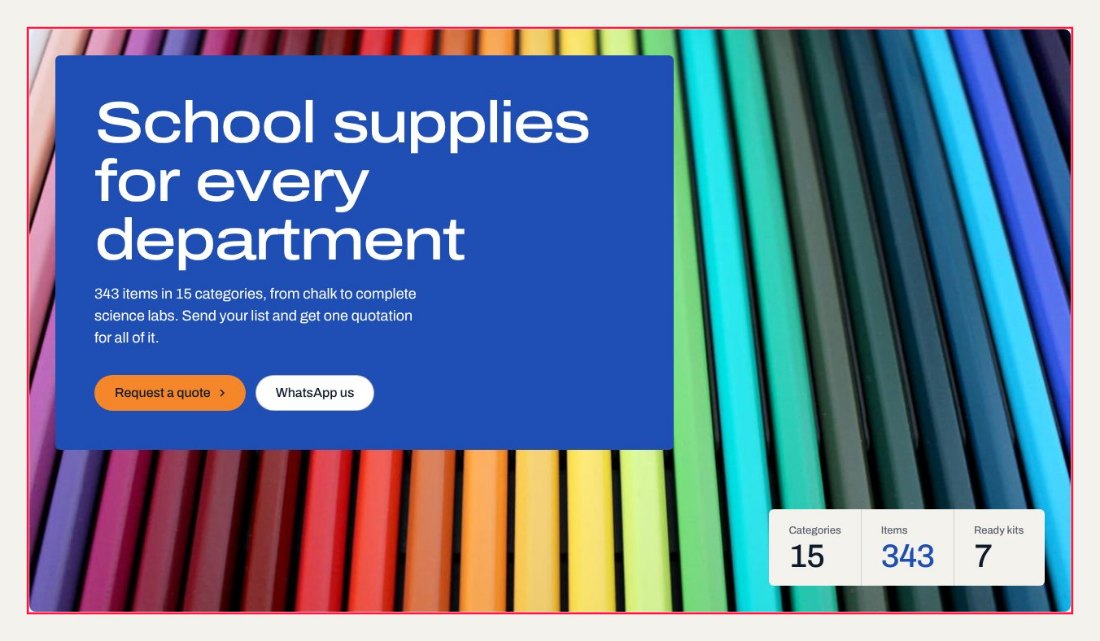 School supplies
for every
department
343 items in 15 categories, from chalk to complete
science labs. Send your list and get one quotation
for all of it.
Request a quote
WhatsApp us
Categories
Items
Ready kits
15
343
7